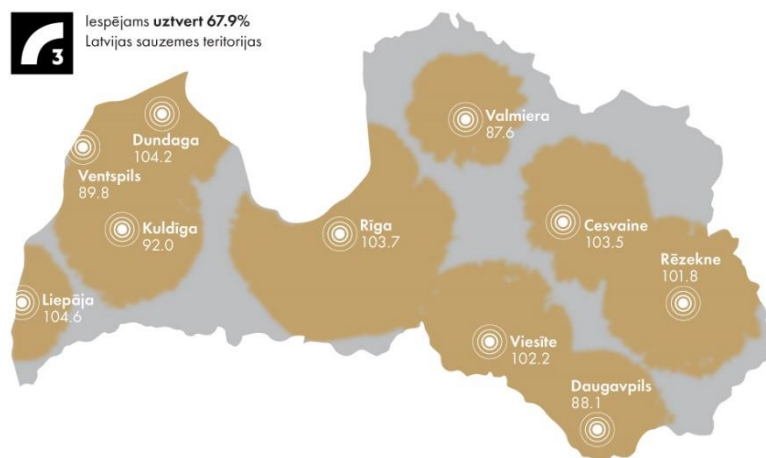 3
Iespējams uztvert 67.9%
Latvijas sauzemes teritorijas
Dundaga
104.2
Ventspils
89.8
Kuldīga
92.0
Liepāja
104.6
Rīga
103.7
Valmiera
87.6
Cesvaine
103.5
Rēzekne
101.8
Viesīte
102.2
Daugavpils
88.1